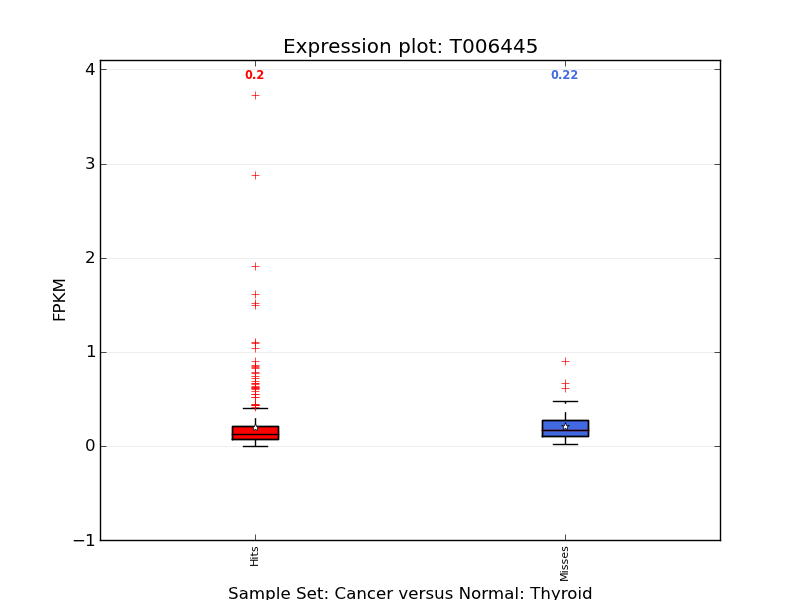 Expression plot: T006445
0.2
0.22
4
3
2
1
0
−1
FPKM
Hits
Misses
Sample Set: Cancer versus Normal: Thyroid